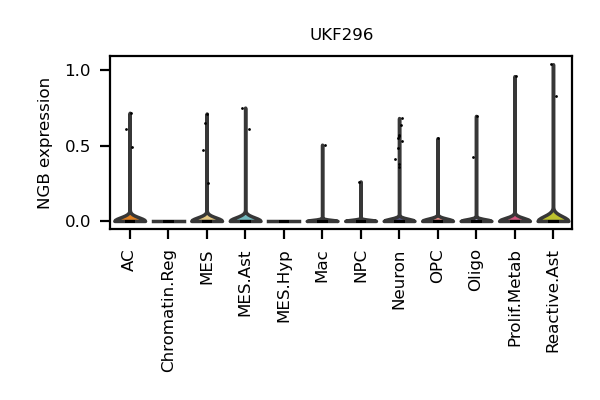 UKF296
NGB expression
1.0
0.5
0.0
AC
Chromatin.Reg
MES
MES.Ast
MES.Hyp
Mac
NPC
Neuron
OPC
Oligo
Prolif.Metab
Reactive.Ast